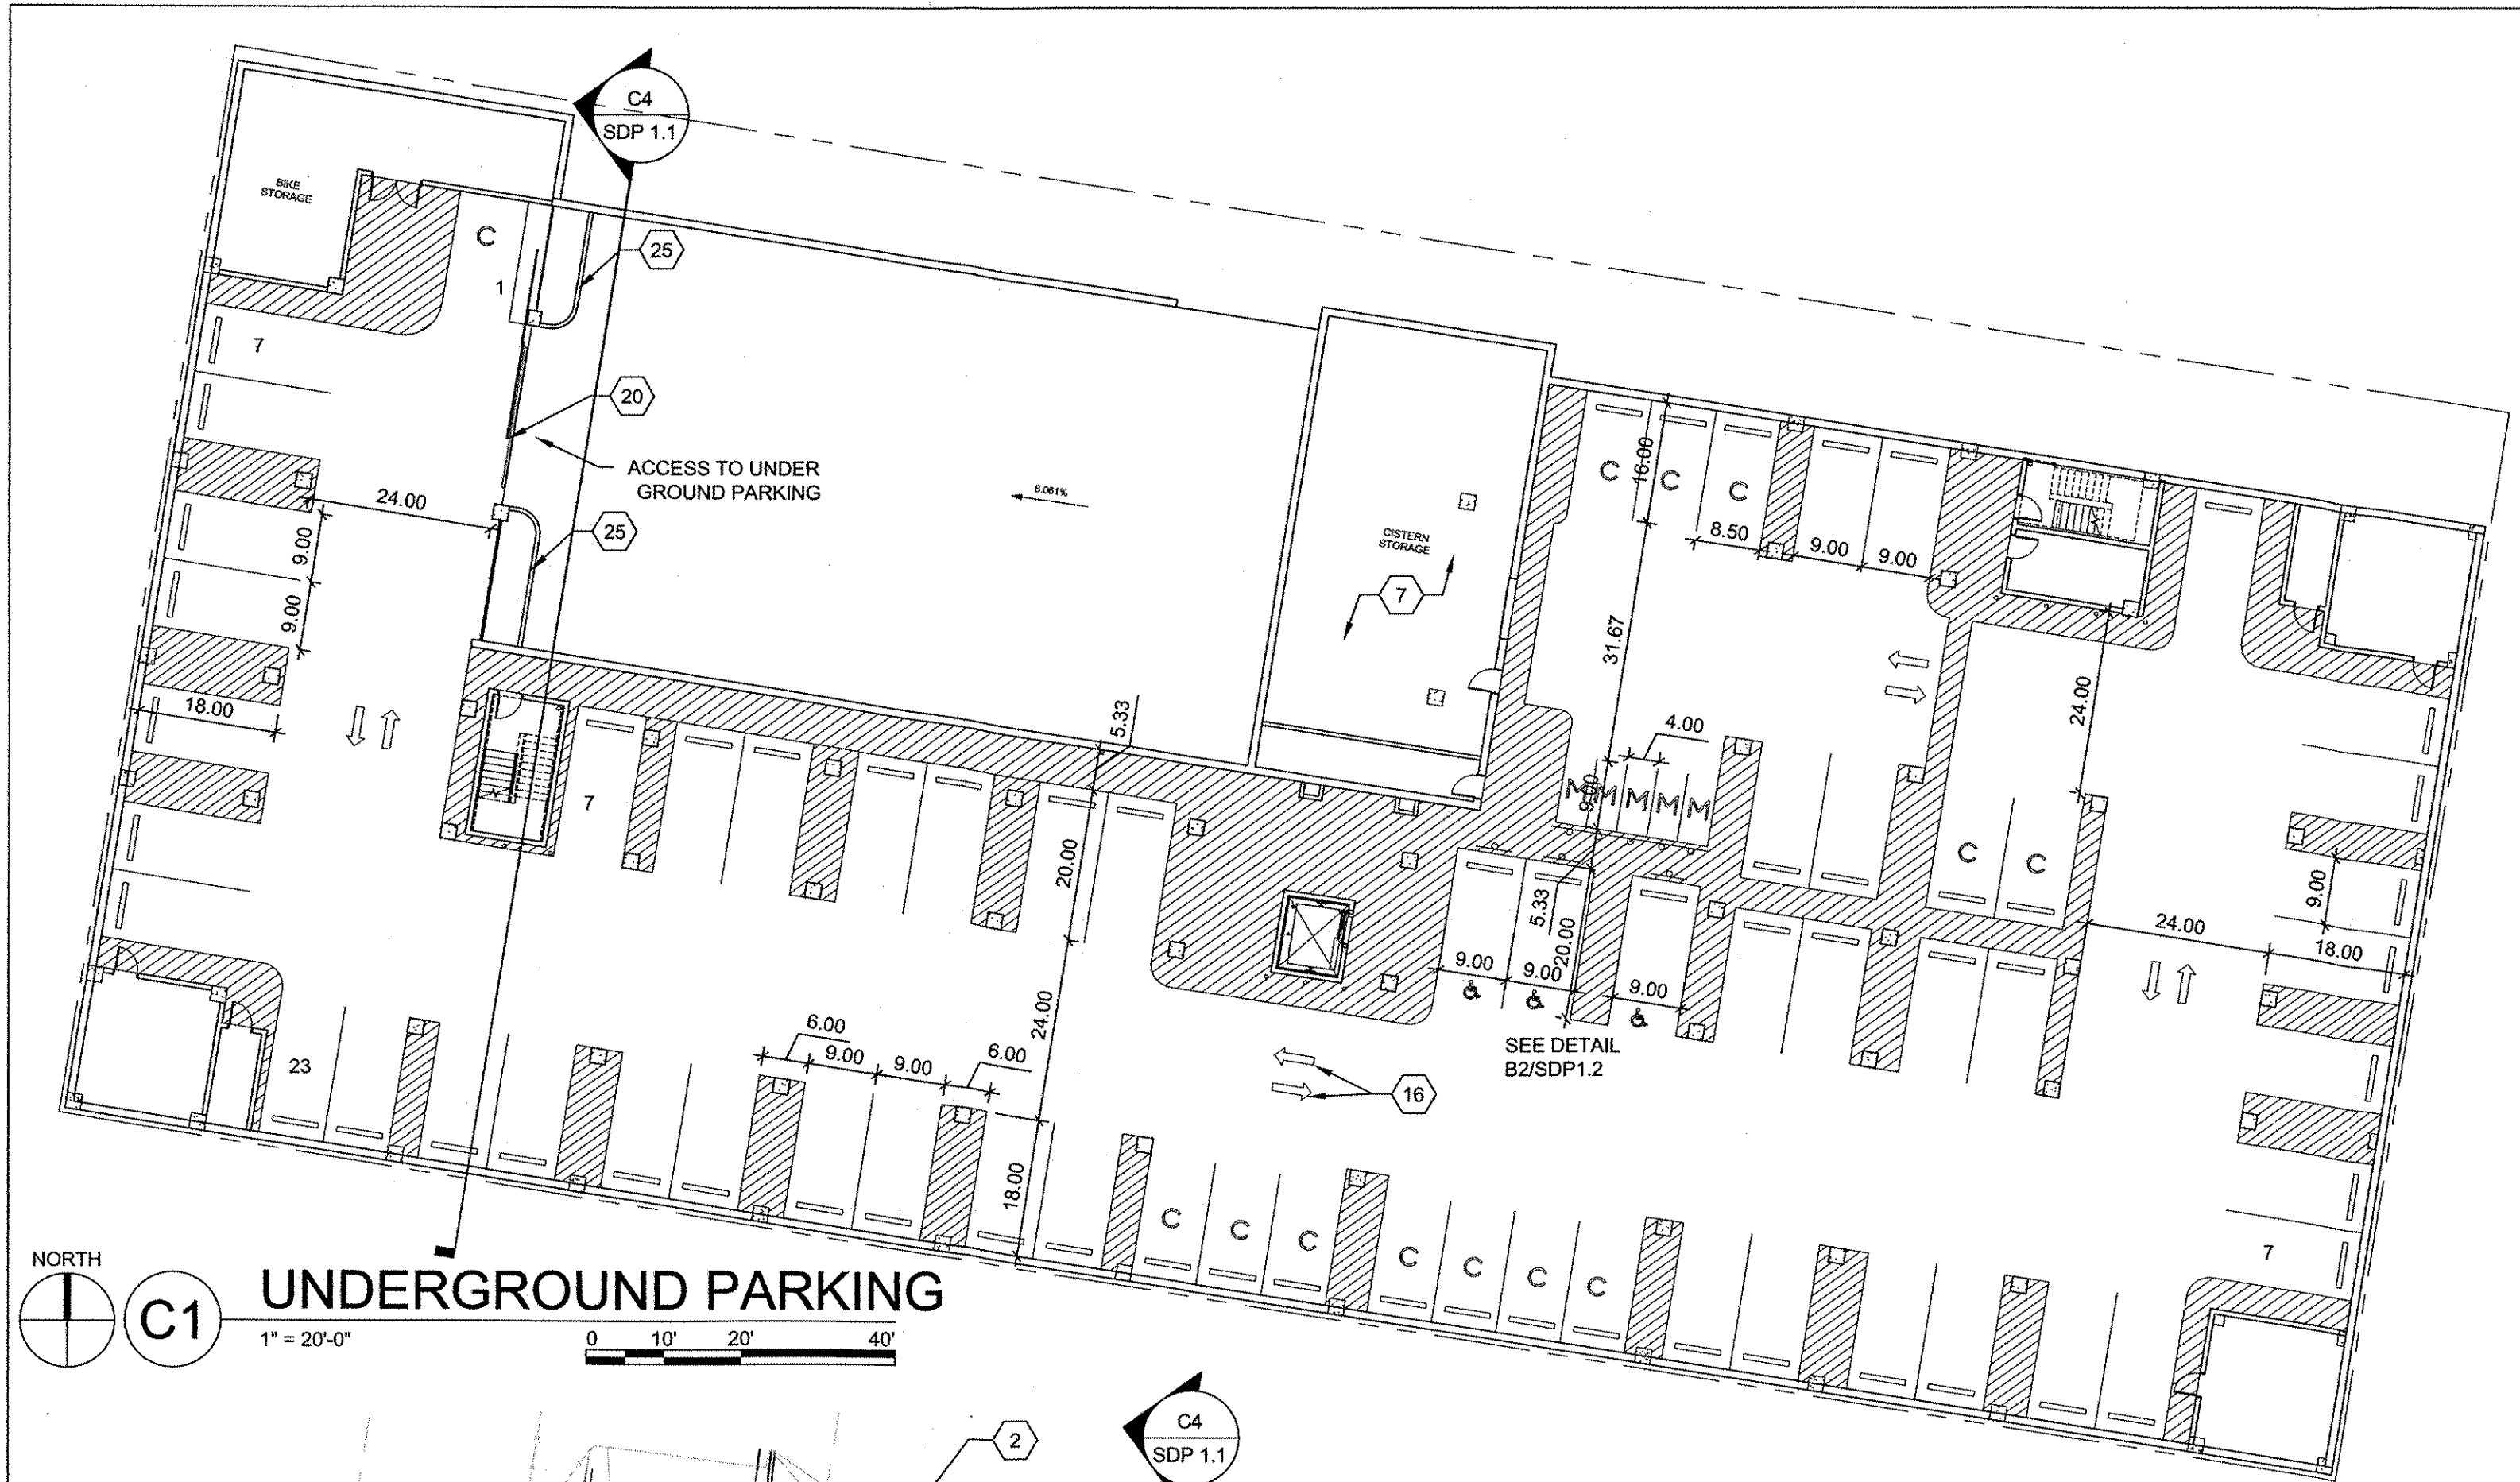 C4
SDP 1.1
BIKE
STORAGE
C
25
1
7
20
ACCESS TO UNDER
GROUND PARKING
6.061%
24.00
9.00
9.00
25
18.00
CISTERN
STORAGE
7
C
C
C
16.00
8.50
9.00
9.00
31.67
24.00
4.00
5.33
M
M
M
M
M
9.00
7
20.00
C
C
9.00
24.00
18.00
5.33
20.00
9.00
9.00
9.00
SEE DETAIL
B2/SDP1.2
23
6.00
9.00
9.00
6.00
24.00
16
18.00
C
C
C
C
C
C
C
7
NORTH
C1
UNDERGROUND PARKING
1" = 20'-0"
0 10' 20' 40'
2
C4
SDP 1.1